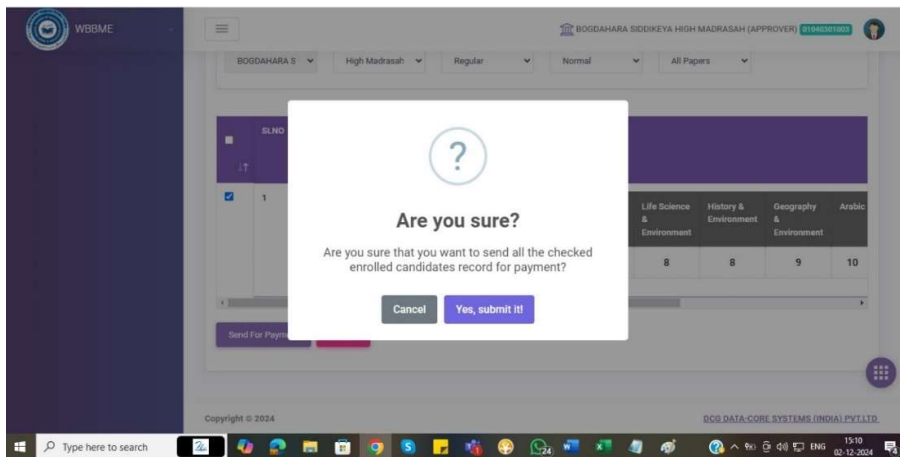 WBBME
BOGDAHARA SIDDIKEYA HIGH MADRASAH (APPROVER) 01040301003
BOGDAHARA S
High Madrasah
Regular
Normal
All Papers
SLNO
1
Life Science
&
Environment
History &
Environment
Geography
&
Environment
Arabic
8
8
9
10
?
Are you sure?
Are you sure that you want to send all the checked
enrolled candidates record for payment?
Cancel
Yes, submit it!
Send For Payme
Copyright © 2024
DCG DATA-CORE SYSTEMS (INDIA) PVT.LTD
Type here to search
24
ENG
15:10
02-12-2024